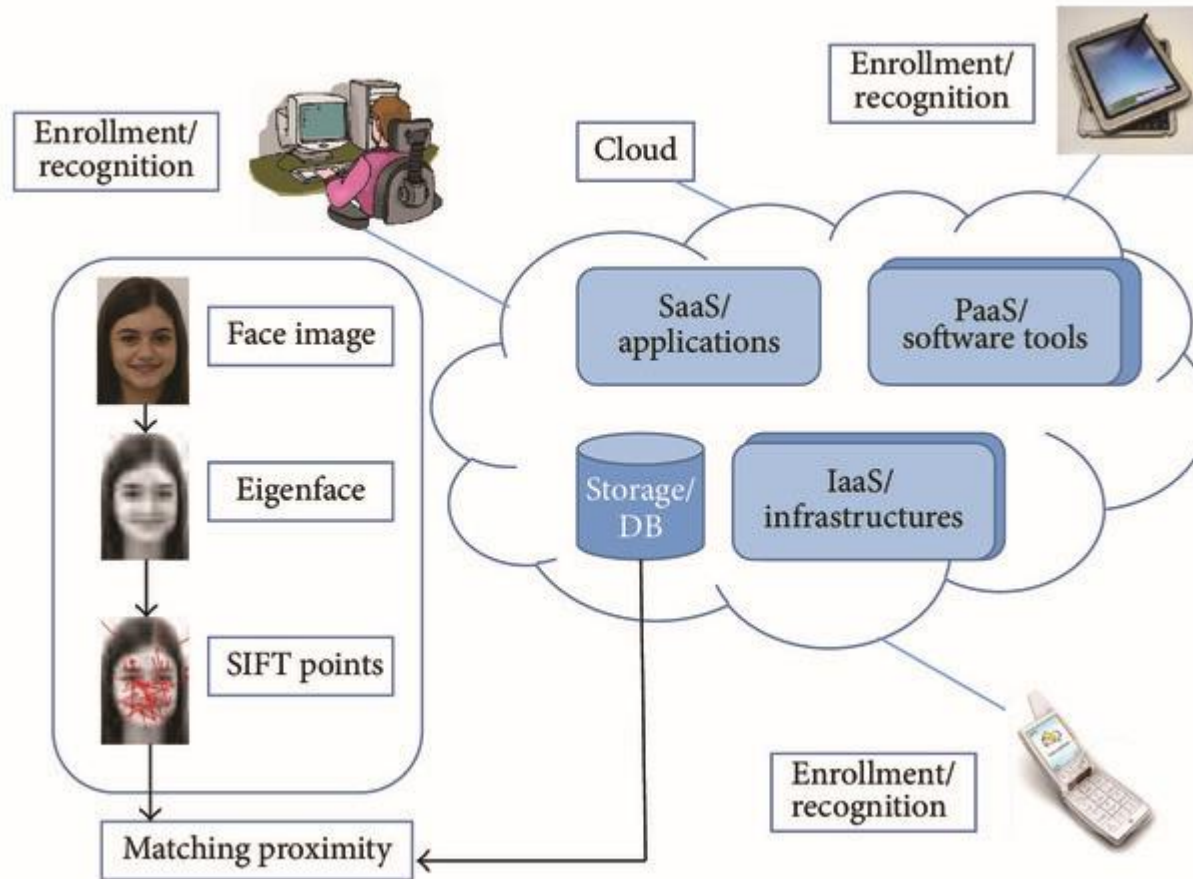 Enrollment/
recognition
Enrollment/
recognition
Cloud
Face image
Eigenface
SIFT points
Matching proximity
SaaS/
applications
PaaS/
software tools
Storage/
DB
IaaS/
infrastructures
Enrollment/
recognition